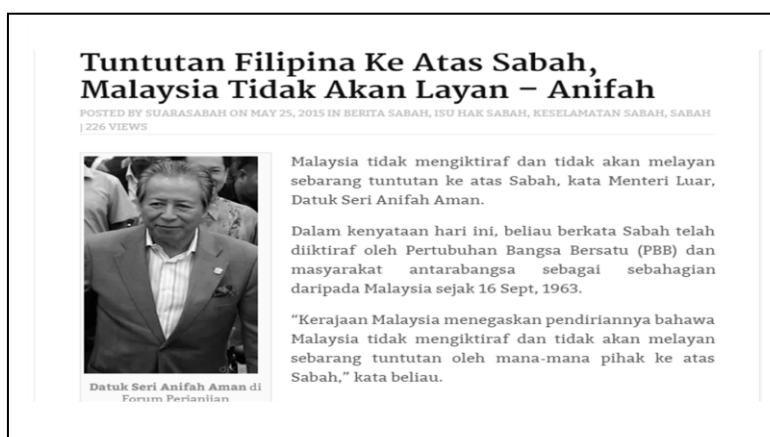 Tuntutan Filipina Ke Atas Sabah,
Malaysia Tidak Akan Layan – Anifah
POSTED BY SUARASABAH ON MAY 25, 2015 IN BERITA SABAH, ISU HAK SABAH, KESELAMATAN SABAH, SABAH
| 226 VIEWS
Malaysia tidak mengiktiraf dan tidak akan melayan
sebarang tuntutan ke atas Sabah, kata Menteri Luar,
Datuk Seri Anifah Aman.
Dalam kenyataan hari ini, beliau berkata Sabah telah
diiktiraf oleh Pertubuhan Bangsa Bersatu (PBB) dan
masyarakat antarabangsa sebagai sebahagian
daripada Malaysia sejak 16 Sept, 1963.
“Kerajaan Malaysia menegaskan pendiriannya bahawa
Malaysia tidak mengiktiraf dan tidak akan melayan
sebarang tuntutan oleh mana-mana pihak ke atas
Sabah,” kata beliau.
Datuk Seri Anifah Aman di
Forum Perjanjian